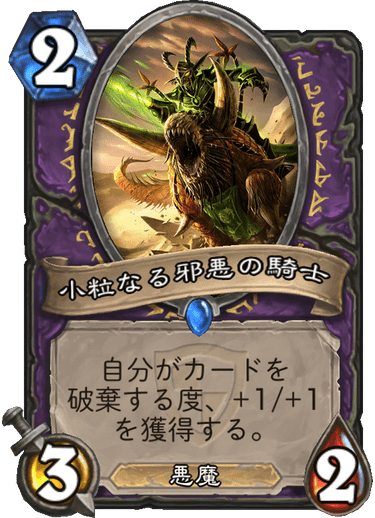 2
小粒なる邪悪の騎士
自分がカードを
破棄する度、+1/+1
を獲得する。
3
悪魔
2